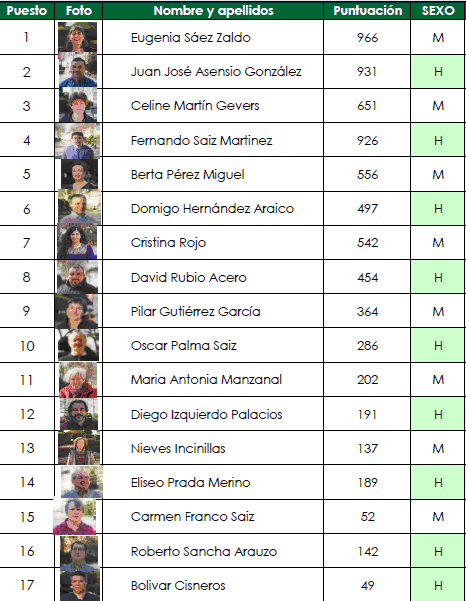 Puesto Foto Nombre y apellidos Puntuación SEXO
1 Eugenia Sáez Zaldo 966 M
2 Juan José Asensio González 931 H
3 Celine Martín Gevers 651 M
4 Fernando Saiz Martinez 926 H
5 Berta Pérez Miguel 556 M
6 Domigo Hernández Araico 497 H
7 Cristina Rojo 542 M
8 David Rubio Acero 454 H
9 Pilar Gutiérrez García 364 M
10 Oscar Palma Saiz 286 H
11 Maria Antonia Manzanal 202 M
12 Diego Izquierdo Palacios 191 H
13 Nieves Incinillas 137 M
14 Eliseo Prada Merino 189 H
15 Carmen Franco Saiz 52 M
16 Roberto Sancha Arauzo 142 H
17 Bolivar Cisneros 49 H